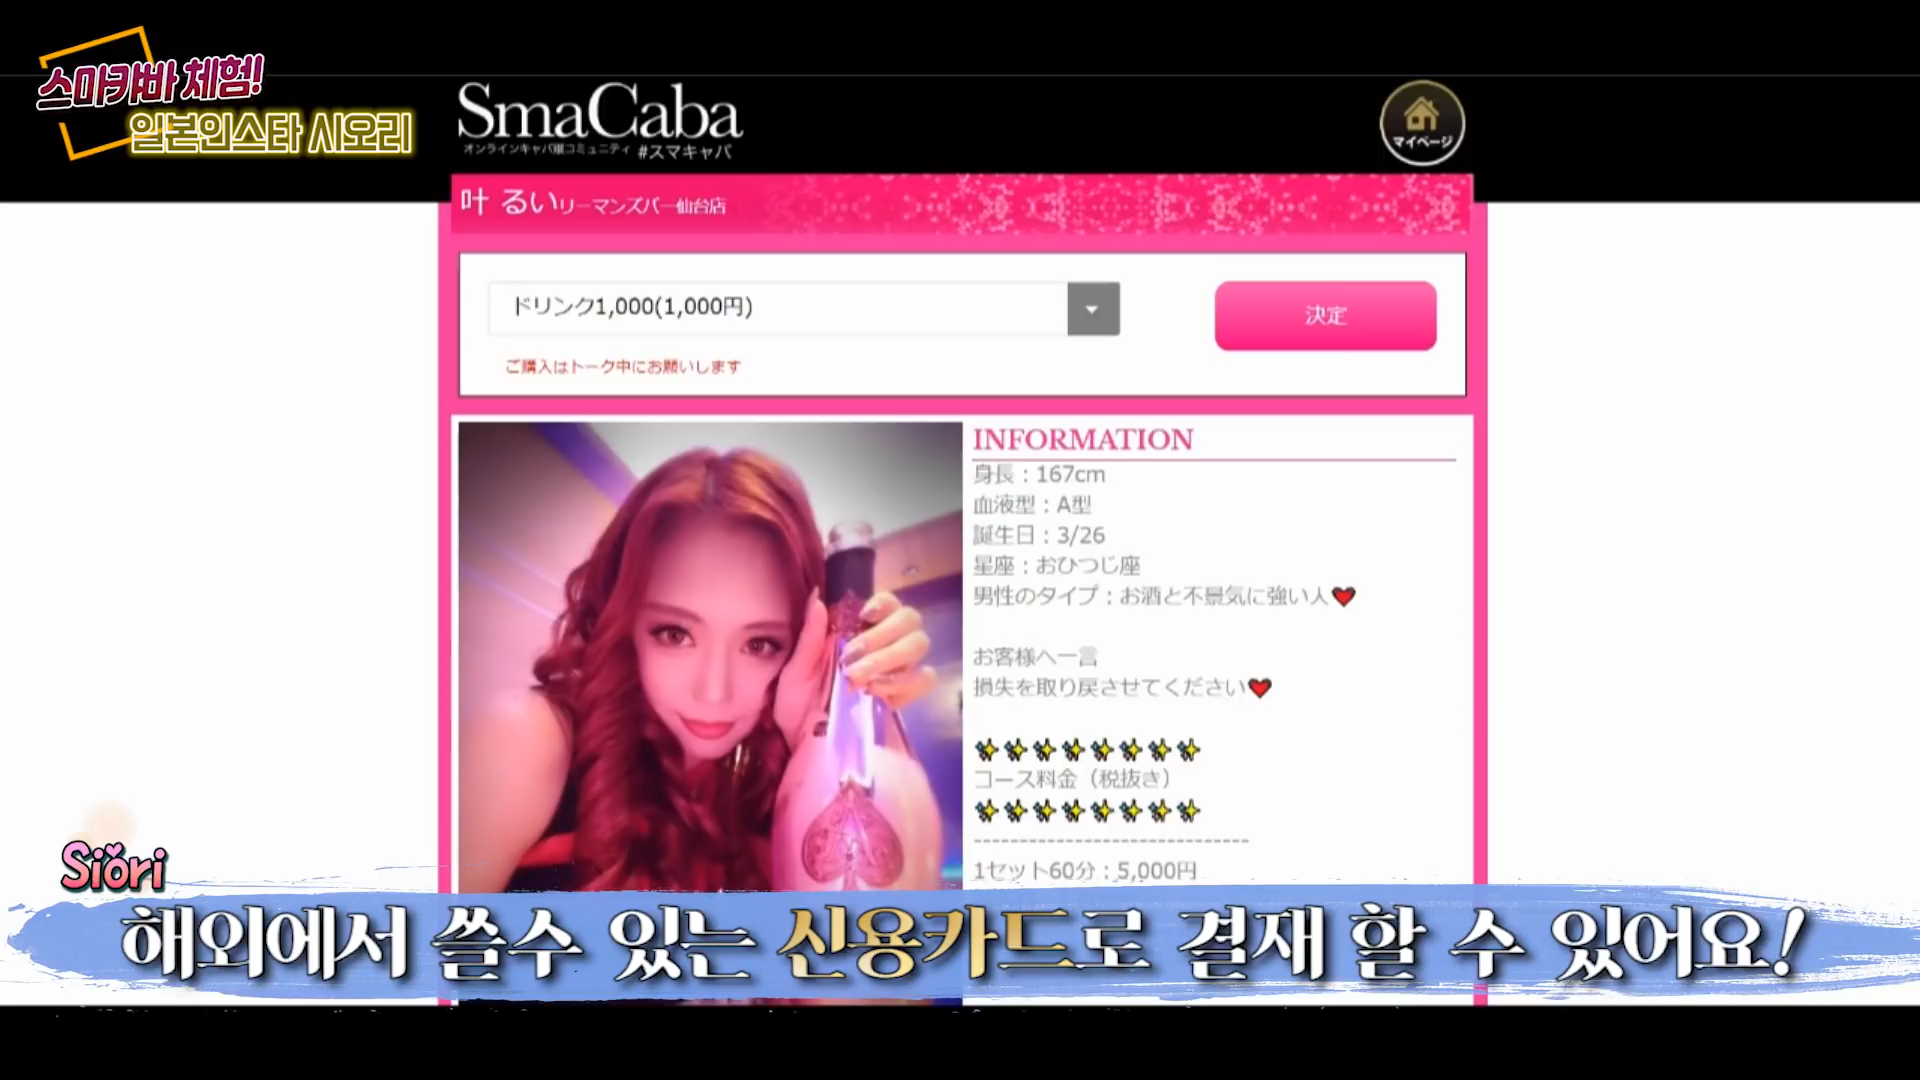 스마캬바 체험!
일본인스타 시오리
SmaCaba
オンラインキャバ嬢コミュニティ #スマキャバ
マイページ
叶 るい リーマンズバー仙台店
ドリンク1,000(1,000円)
決定
ご購入はトーク中にお願いします
INFORMATION
身長：167cm
血液型：A型
誕生日：3/26
星座：おひつじ座
男性のタイプ：お酒と不景気に強い人❤
お客様へ一言
損失を取り戻させてください❤
✨✨✨✨✨✨✨✨
コース料金（税抜き）
✨✨✨✨✨✨✨✨
----------------------------
1セット60分：5,000円
Siori
해외에서 쓸수 있는 신용카드로 결재 할 수 있어요!